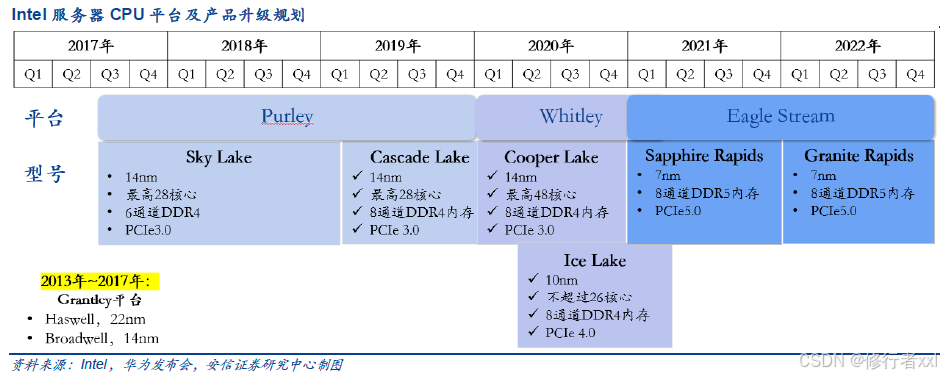 Intel 服务器 CPU 平台及产品升级规划
2017年 2018年 2019年 2020年 2021年 2022年
Q1 Q2 Q3 Q4 Q1 Q2 Q3 Q4 Q1 Q2 Q3 Q4 Q1 Q2 Q3 Q4 Q1 Q2 Q3 Q4 Q1 Q2 Q3 Q4
平台 Purley Whitley Eagle Stream
型号
Sky Lake
• 14nm
• 最高28核心
• 6通道DDR4
• PCIe3.0
Cascade Lake
✓ 14nm
✓ 最高28核心
✓ 8通道DDR4内存
✓ PCIe 3.0
Cooper Lake
✓ 14nm
✓ 最高48核心
✓ 8通道DDR4内存
✓ PCIe 3.0
Sapphire Rapids
• 7nm
• 8通道DDR5内存
• PCIe5.0
Granite Rapids
• 7nm
• 8通道DDR5内存
• PCIe5.0
Ice Lake
✓ 10nm
✓ 不超过26核心
✓ 8通道DDR4内存
✓ PCIe 4.0
2013年~2017年：
Grantley平台
• Haswell，22nm
• Broadwell，14nm
资料来源：Intel，华为发布会，安信证券研究中心制图
CSDN @修行者xxl